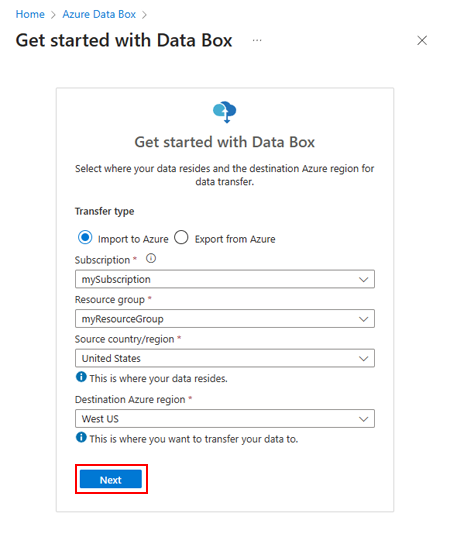 Home > Azure Data Box >
Get started with Data Box ...
Get started with Data Box
Select where your data resides and the destination Azure region for
data transfer.
Transfer type
Import to Azure Export from Azure
Subscription *
mySubscription
Resource group *
myResourceGroup
Source country/region *
United States
This is where your data resides.
Destination Azure region *
West US
This is where you want to transfer your data to.
Next